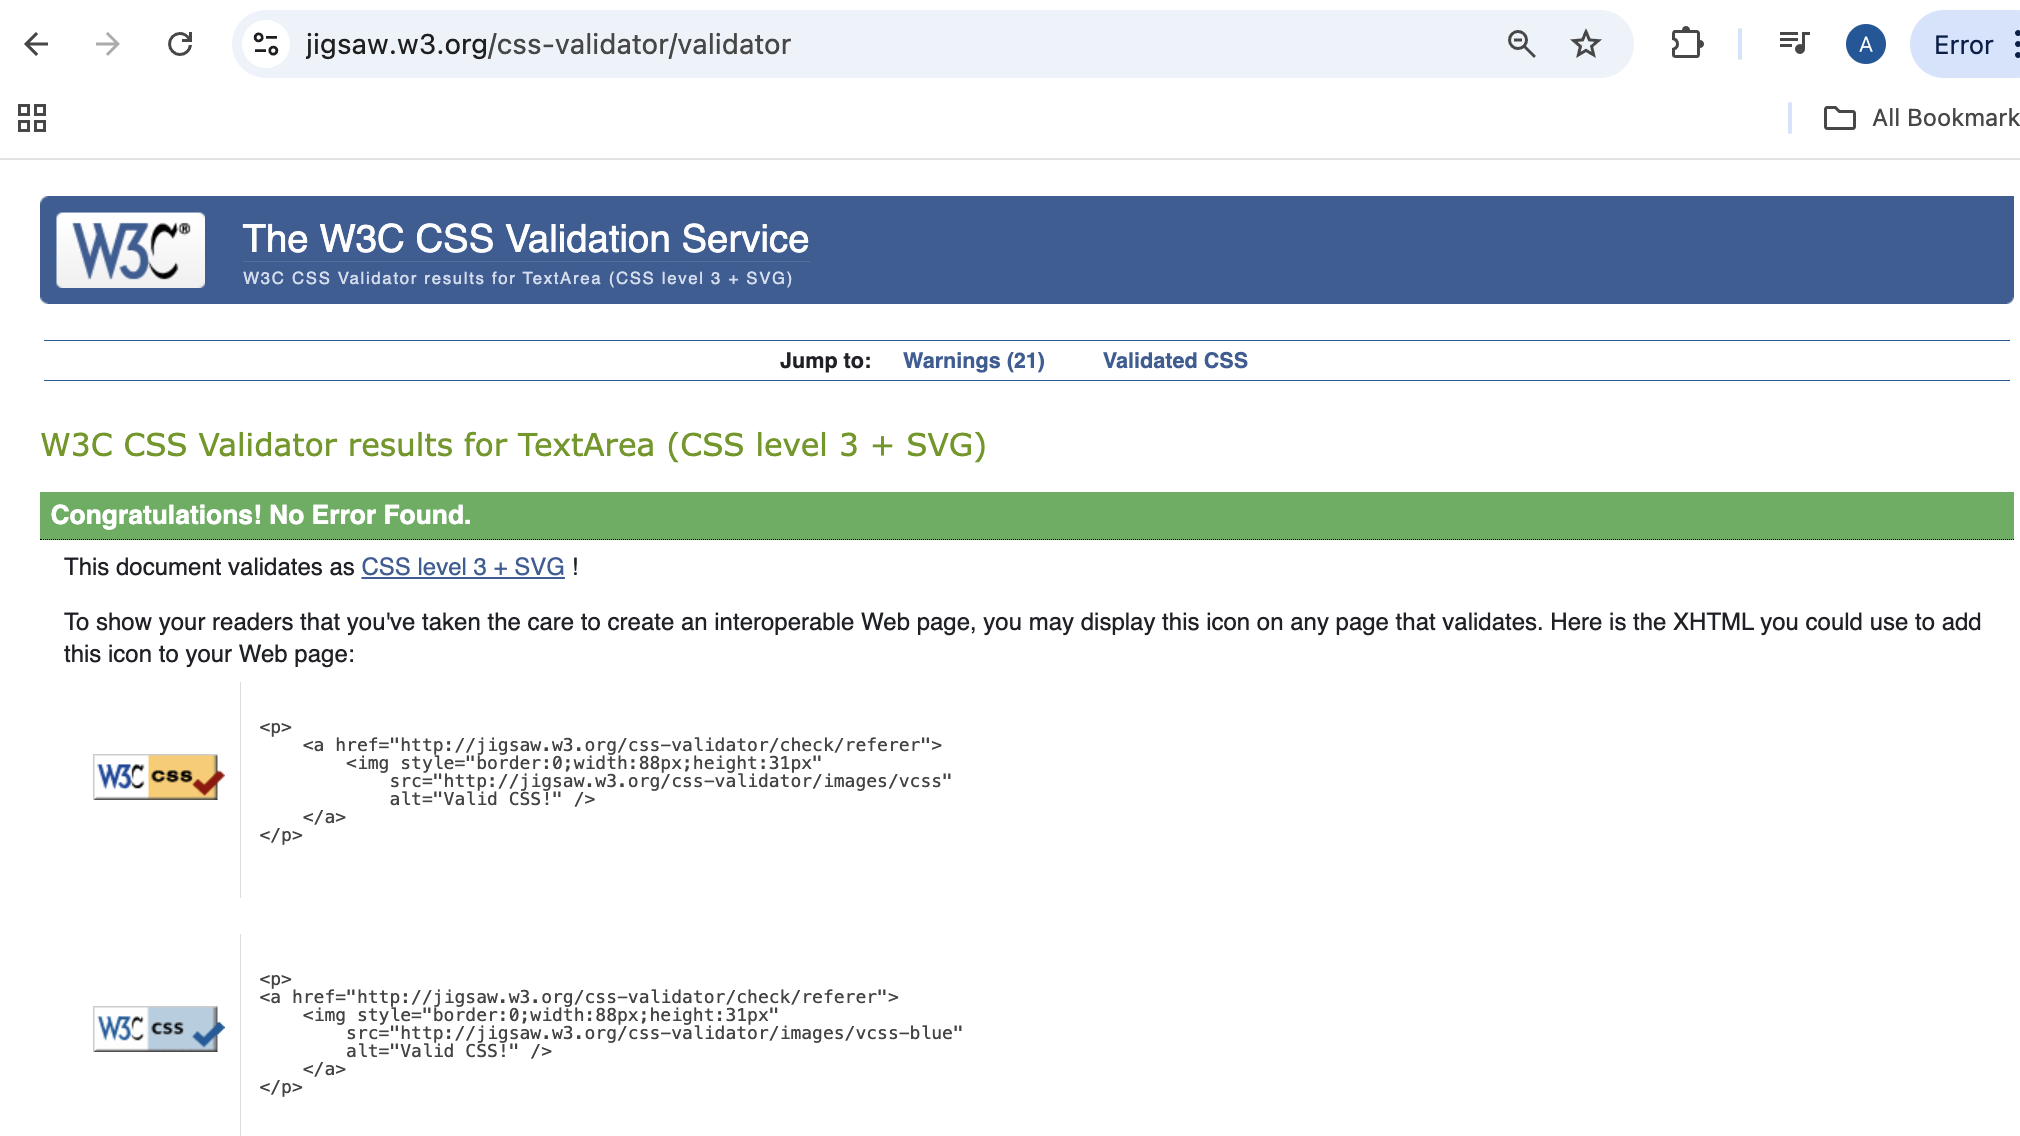 jigsaw.w3.org/css-validator/validator
A
Error
All Bookmark
W3C®
The W3C CSS Validation Service
W3C CSS Validator results for TextArea (CSS level 3 + SVG)
Jump to: Warnings (21) Validated CSS
W3C CSS Validator results for TextArea (CSS level 3 + SVG)
Congratulations! No Error Found.
This document validates as CSS level 3 + SVG !
To show your readers that you've taken the care to create an interoperable Web page, you may display this icon on any page that validates. Here is the XHTML you could use to add
this icon to your Web page:
W3C css
<p>
    <a href="http://jigsaw.w3.org/css-validator/check/referer">
        <img style="border:0;width:88px;height:31px"
            src="http://jigsaw.w3.org/css-validator/images/vcss"
            alt="Valid CSS!" />
    </a>
</p>
W3C css
<p>
<a href="http://jigsaw.w3.org/css-validator/check/referer">
    <img style="border:0;width:88px;height:31px"
        src="http://jigsaw.w3.org/css-validator/images/vcss-blue"
        alt="Valid CSS!" />
    </a>
</p>